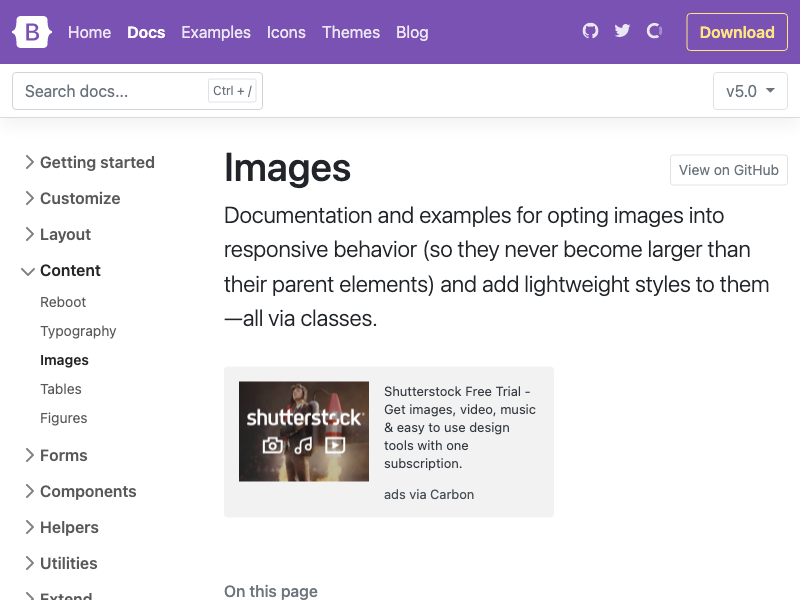 B Home Docs Examples Icons Themes Blog Download
Search docs... Ctrl + / v5.0
Getting started
Customize
Layout
Content
Reboot
Typography
Images
Tables
Figures
Forms
Components
Helpers
Utilities
Extend
Images
View on GitHub
Documentation and examples for opting images into
responsive behavior (so they never become larger than
their parent elements) and add lightweight styles to them
—all via classes.
shutterstock
Shutterstock Free Trial -
Get images, video, music
& easy to use design
tools with one
subscription.
ads via Carbon
On this page